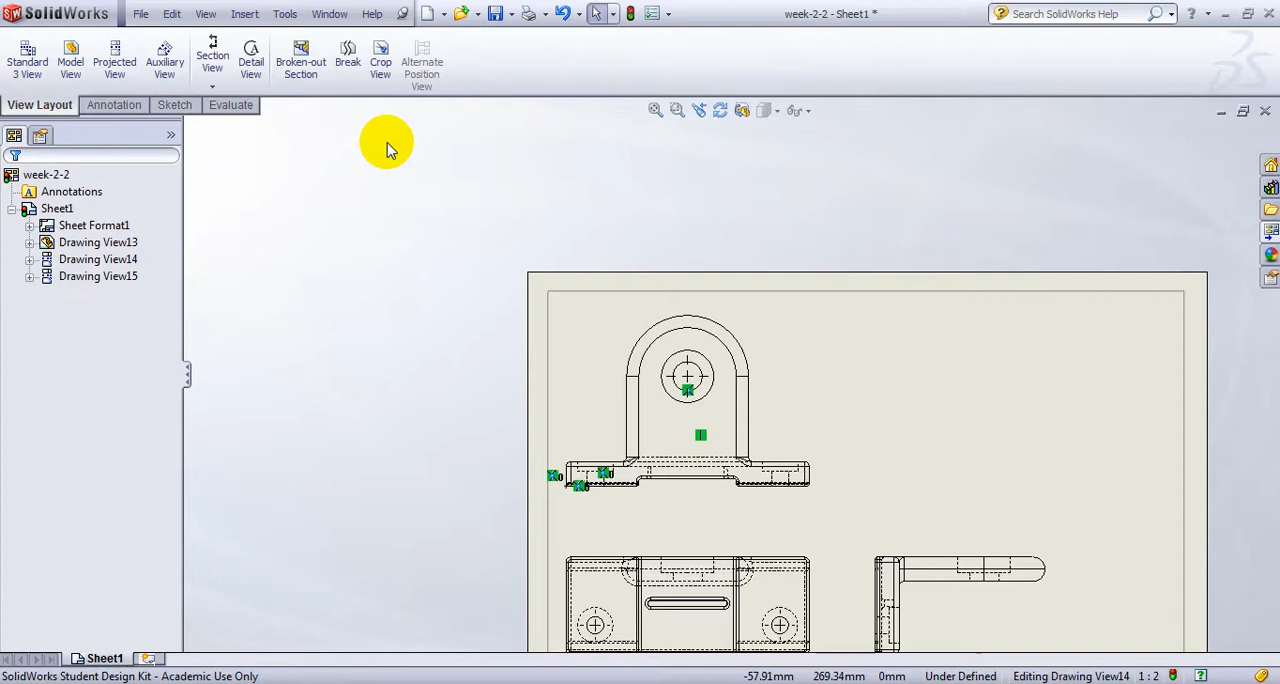 SolidWorks File Edit View Insert Tools Window Help week-2-2 - Sheet1 * Search SolidWorks Help ?
Standard 3 View
Model View
Projected View
Auxiliary View
Section View
Detail View
Broken-out Section
Break
Crop View
Alternate Position View
View Layout Annotation Sketch Evaluate
week-2-2
A Annotations
Sheet1
Sheet Format1
Drawing View13
Drawing View14
Drawing View15
Sheet1
SolidWorks Student Design Kit - Academic Use Only -57.91mm 269.34mm 0mm Under Defined Editing Drawing View14 1 : 2 ?